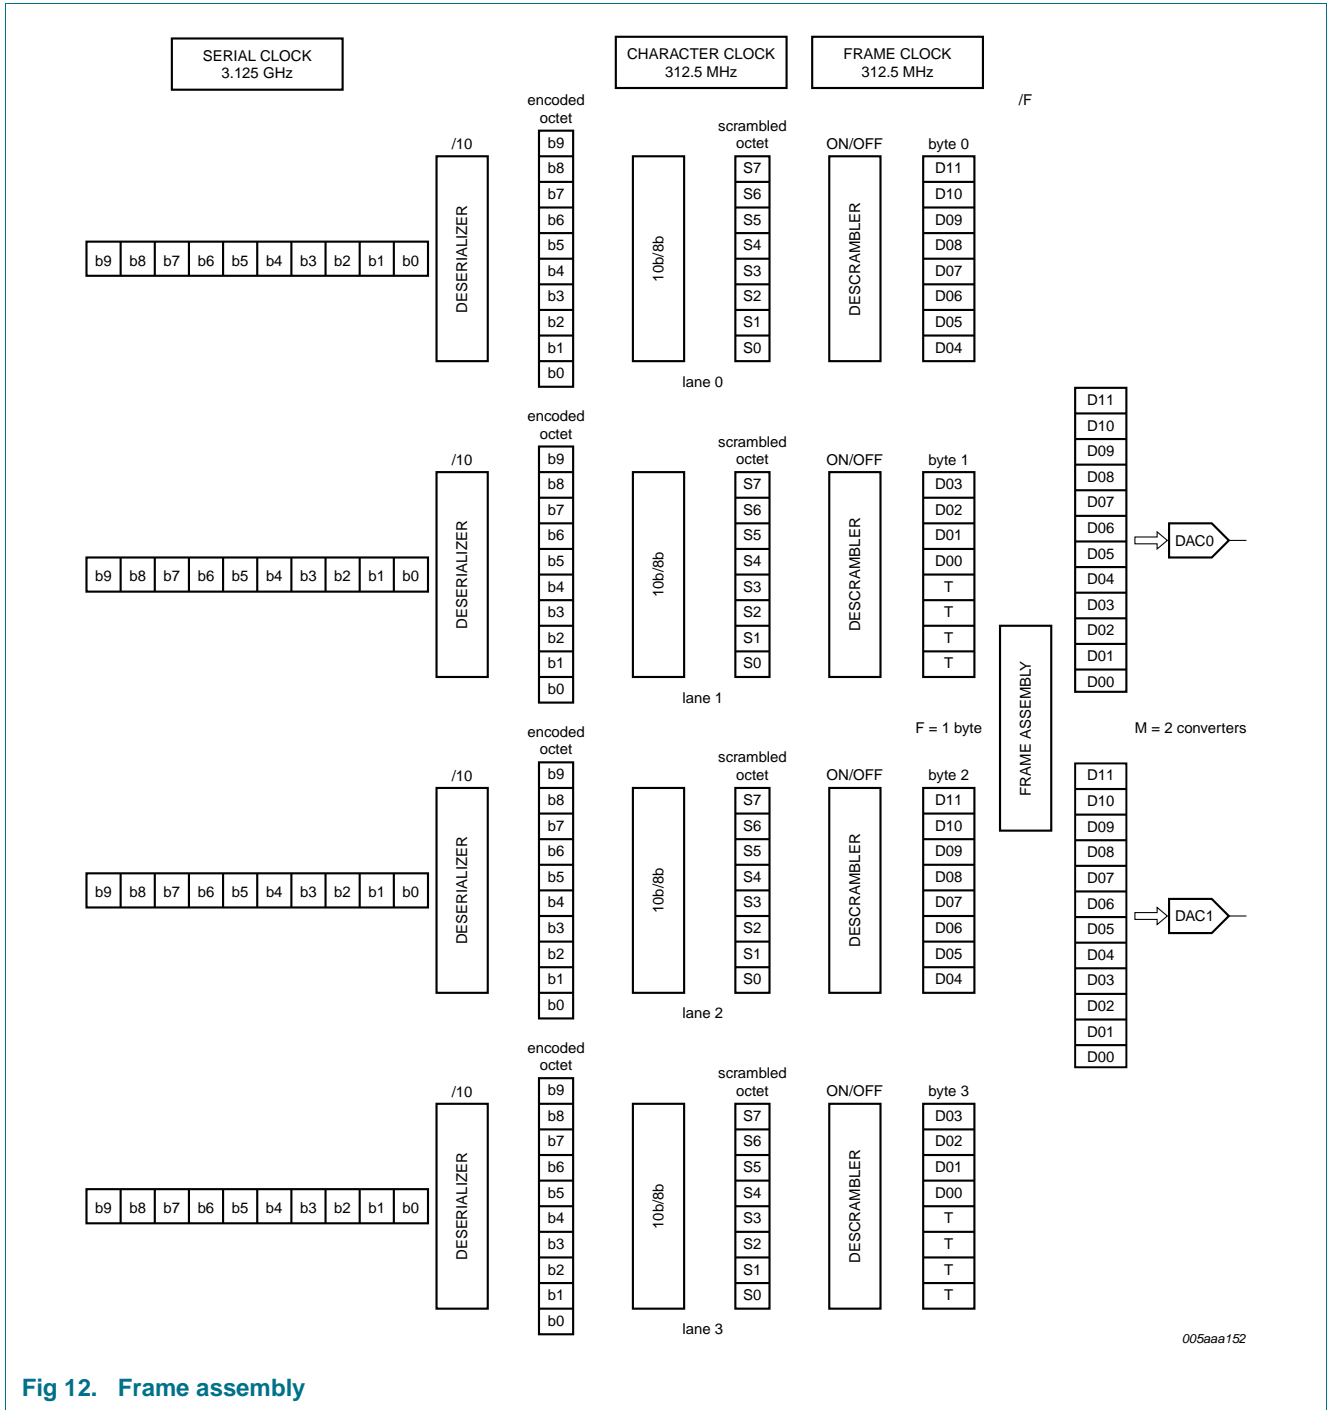 SERIAL CLOCK
3.125 GHz
CHARACTER CLOCK
312.5 MHz
FRAME CLOCK
312.5 MHz
/F
encoded
octet
/10
scrambled
octet
ON/OFF
byte 0
b9 b8 b7 b6 b5 b4 b3 b2 b1 b0
DESERIALIZER
b9
b8
b7
b6
b5
b4
b3
b2
b1
b0
10b/8b
S7
S6
S5
S4
S3
S2
S1
S0
DESCRAMBLER
D11
D10
D09
D08
D07
D06
D05
D04
lane 0
encoded
octet
/10
scrambled
octet
ON/OFF
byte 1
b9 b8 b7 b6 b5 b4 b3 b2 b1 b0
DESERIALIZER
b9
b8
b7
b6
b5
b4
b3
b2
b1
b0
10b/8b
S7
S6
S5
S4
S3
S2
S1
S0
DESCRAMBLER
D03
D02
D01
D00
T
T
T
T
lane 1
D11
D10
D09
D08
D07
D06
D05
D04
D03
D02
D01
D00
DAC0
F = 1 byte
FRAME ASSEMBLY
M = 2 converters
encoded
octet
/10
scrambled
octet
ON/OFF
byte 2
b9 b8 b7 b6 b5 b4 b3 b2 b1 b0
DESERIALIZER
b9
b8
b7
b6
b5
b4
b3
b2
b1
b0
10b/8b
S7
S6
S5
S4
S3
S2
S1
S0
DESCRAMBLER
D11
D10
D09
D08
D07
D06
D05
D04
lane 2
D11
D10
D09
D08
D07
D06
D05
D04
D03
D02
D01
D00
DAC1
encoded
octet
/10
scrambled
octet
ON/OFF
byte 3
b9 b8 b7 b6 b5 b4 b3 b2 b1 b0
DESERIALIZER
b9
b8
b7
b6
b5
b4
b3
b2
b1
b0
10b/8b
S7
S6
S5
S4
S3
S2
S1
S0
DESCRAMBLER
D03
D02
D01
D00
T
T
T
T
lane 3
005aaa152
Fig 12. Frame assembly